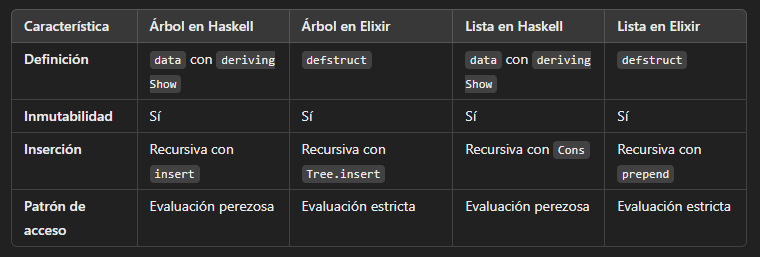 Característica Árbol en Haskell Árbol en Elixir Lista en Haskell Lista en Elixir
Definición data con deriving defstruct data con deriving defstruct
Show Show
Inmutabilidad Sí Sí Sí Sí
Inserción Recursiva con Recursiva con Recursiva con Cons Recursiva con
insert Tree.insert prepend
Patrón de Evaluación perezosa Evaluación estricta Evaluación perezosa Evaluación estricta
acceso